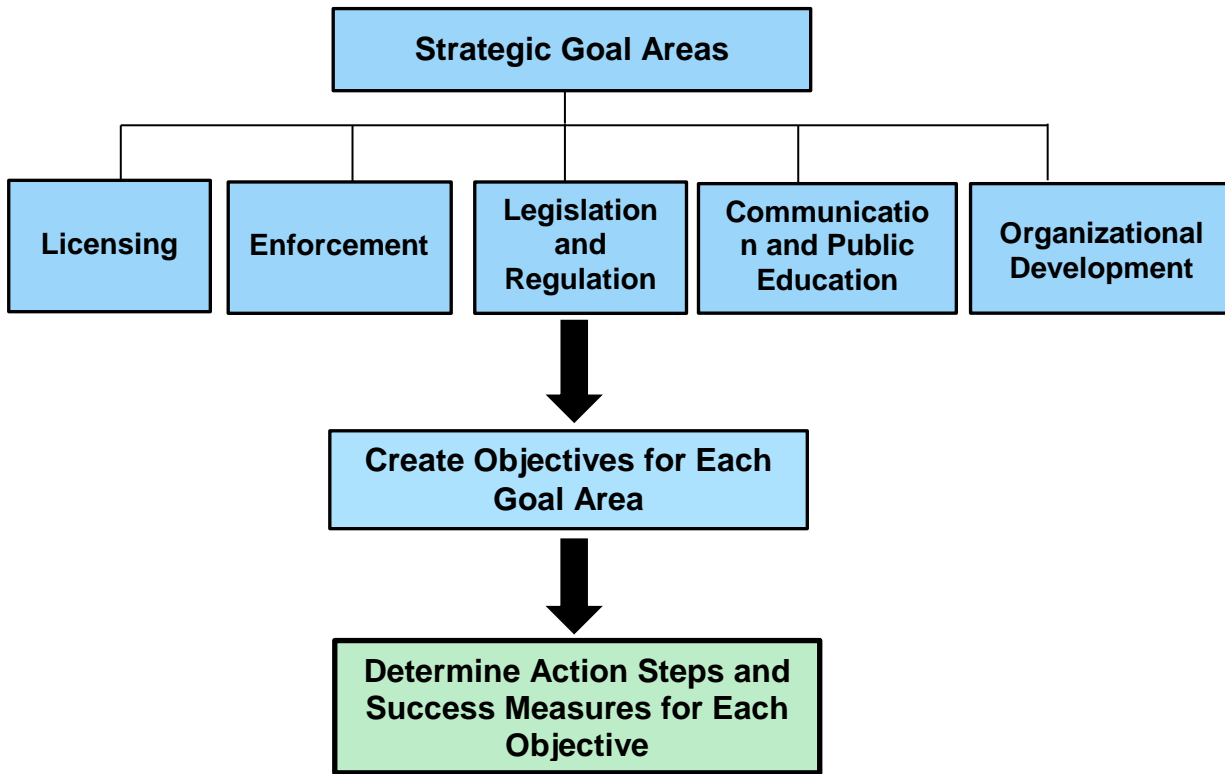 Strategic Goal Areas
Licensing
Enforcement
Legislation
and
Regulation
Communicatio
n and Public
Education
Organizational
Development
Create Objectives for Each
Goal Area
Determine Action Steps and
Success Measures for Each
Objective